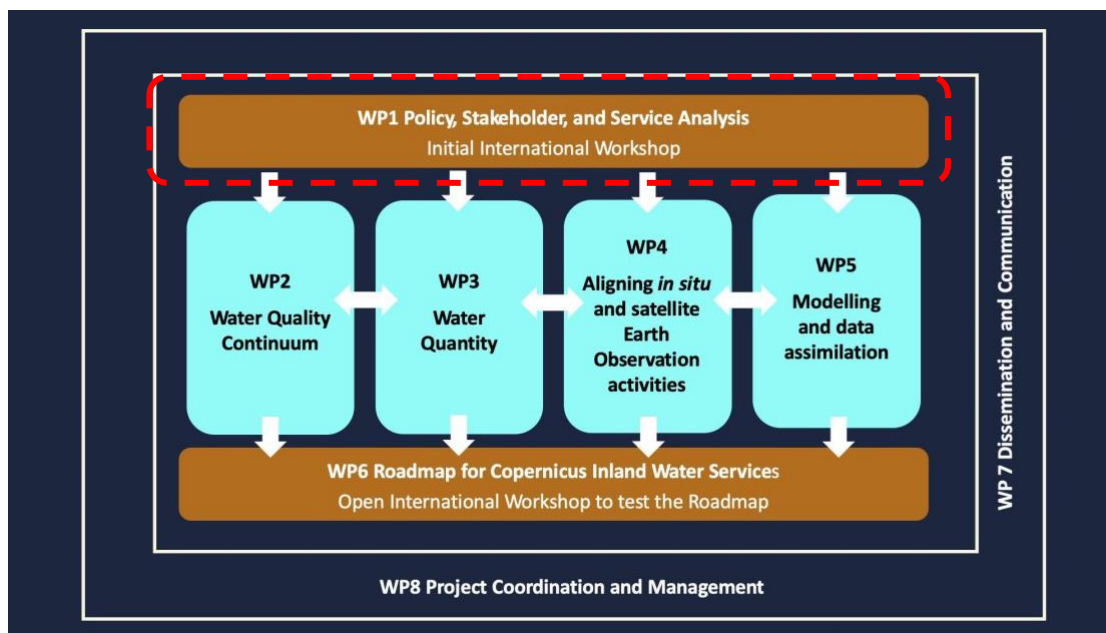 WP1 Policy, Stakeholder, and Service Analysis
Initial International Workshop
WP2
Water Quality
Continuum
WP3
Water
Quantity
WP4
Aligning in situ
and satellite
Earth
Observation
activities
WP5
Modelling
and data
assimilation
WP6 Roadmap for Copernicus Inland Water Services
Open International Workshop to test the Roadmap
WP 7 Dissemination and Communication
WP8 Project Coordination and Management